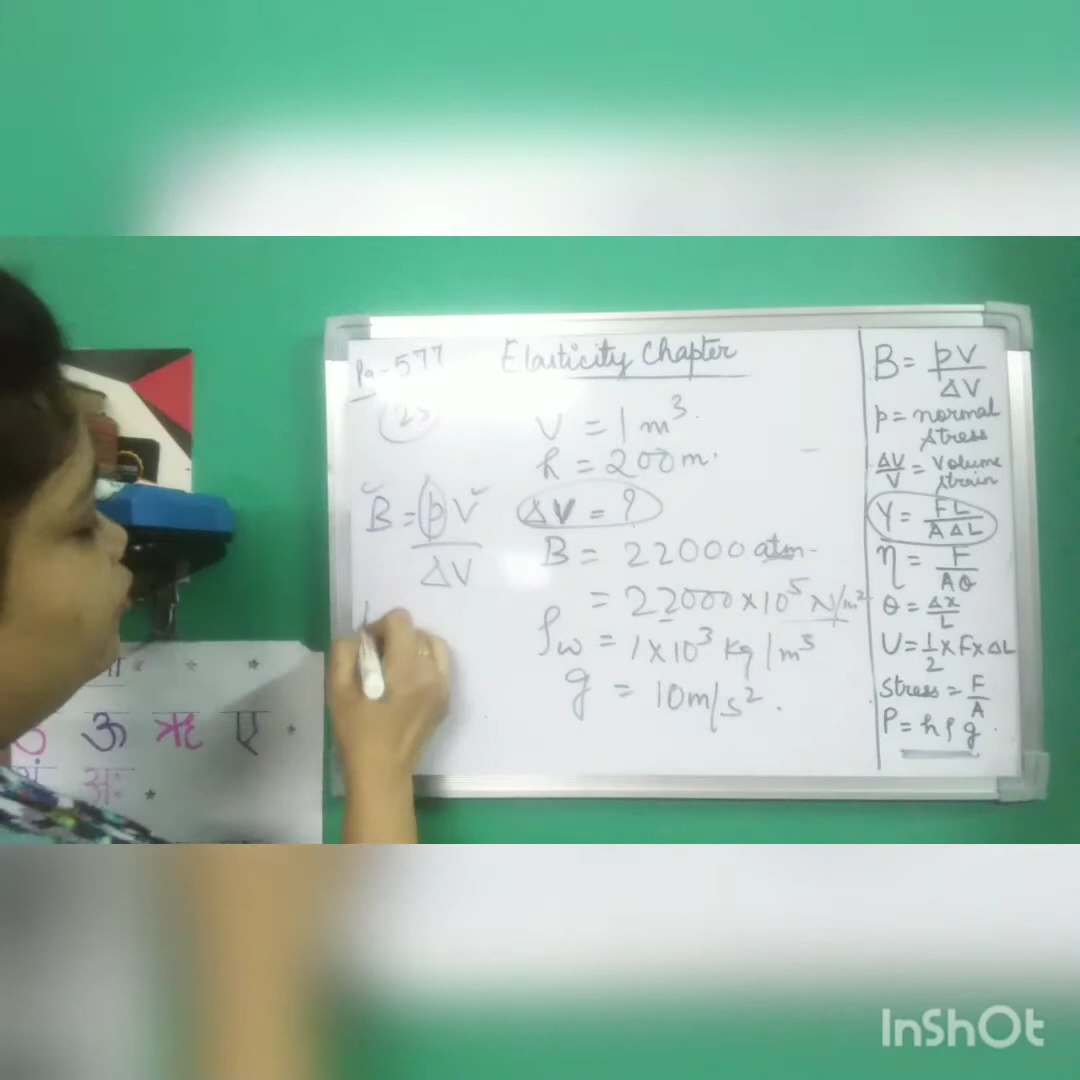 Pg-577 Elasticity Chapter
V = 1 m³.
h = 200 m.
B = pV / ΔV
ΔV = ?
B = 22000 atm-
= 22000 × 10⁵ N/m²
ρw = 1 × 10³ kg / m³
g = 10 m/s².
B = pV / ΔV
p = normal
stress
ΔV/V = Volume
strain
Y = FL / AΔL
η = F / Aθ
θ = Δx / L
U = 1/2 × F × ΔL
Stress = F / A
P = hρg.
ऊ ऋ ए
अः
InShOt